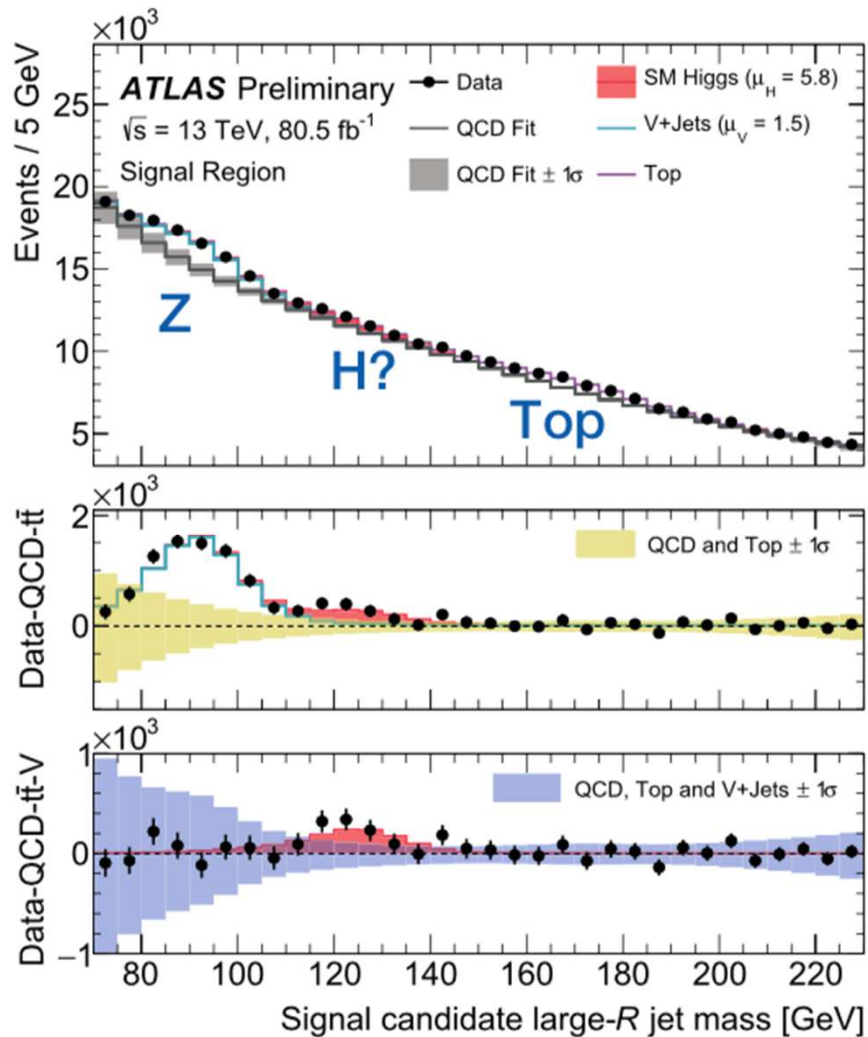 ×10³
Events / 5 GeV
25
20
15
10
5
ATLAS Preliminary
√s = 13 TeV, 80.5 fb⁻¹
Signal Region
Data
QCD Fit
QCD Fit ± 1σ
SM Higgs (μ_H = 5.8)
V+Jets (μ_V = 1.5)
Top
Z
H?
Top
×10³
Data-QCD-tt̄
2
0
QCD and Top ± 1σ
×10³
Data-QCD-tt̄-V
1
0
−1
QCD, Top and V+Jets ± 1σ
80 100 120 140 160 180 200 220
Signal candidate large-R jet mass [GeV]